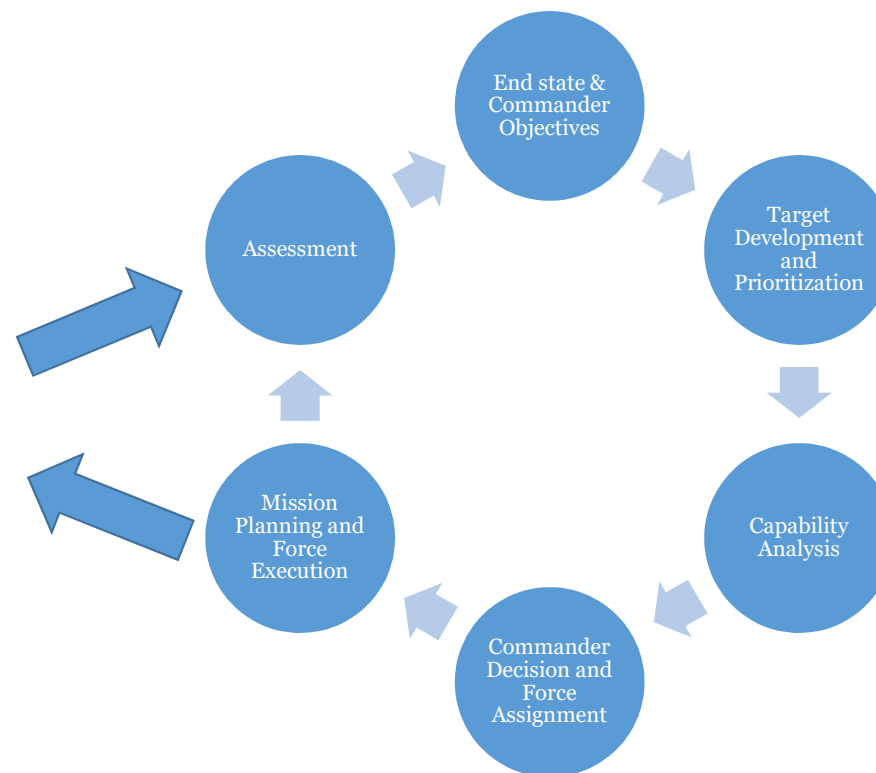 End state &
Commander
Objectives
Target
Development
and
Prioritization
Capability
Analysis
Commander
Decision and
Force
Assignment
Mission
Planning and
Force
Execution
Assessment